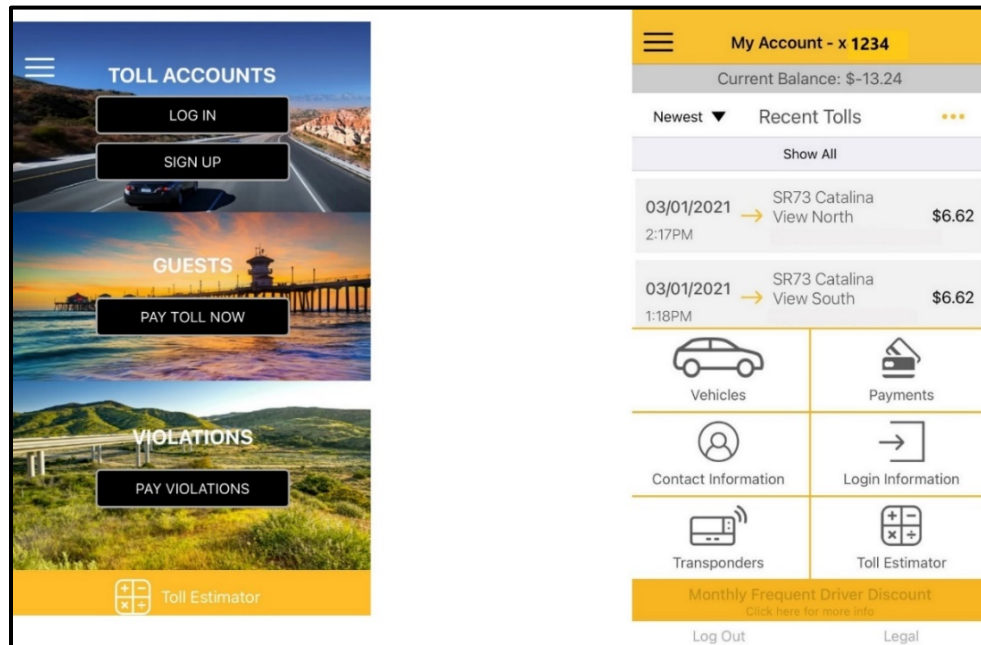 TOLL ACCOUNTS
LOG IN
SIGN UP
GUESTS
PAY TOLL NOW
VIOLATIONS
PAY VIOLATIONS
Toll Estimator
My Account - x 1234
Current Balance: $-13.24
Newest ▼ Recent Tolls
Show All
03/01/2021 → SR73 Catalina View North $6.62
2:17PM
03/01/2021 → SR73 Catalina View South $6.62
1:18PM
Vehicles
Payments
Contact Information
Login Information
Transponders
Toll Estimator
Monthly Frequent Driver Discount
Click here for more info
Log Out
Legal